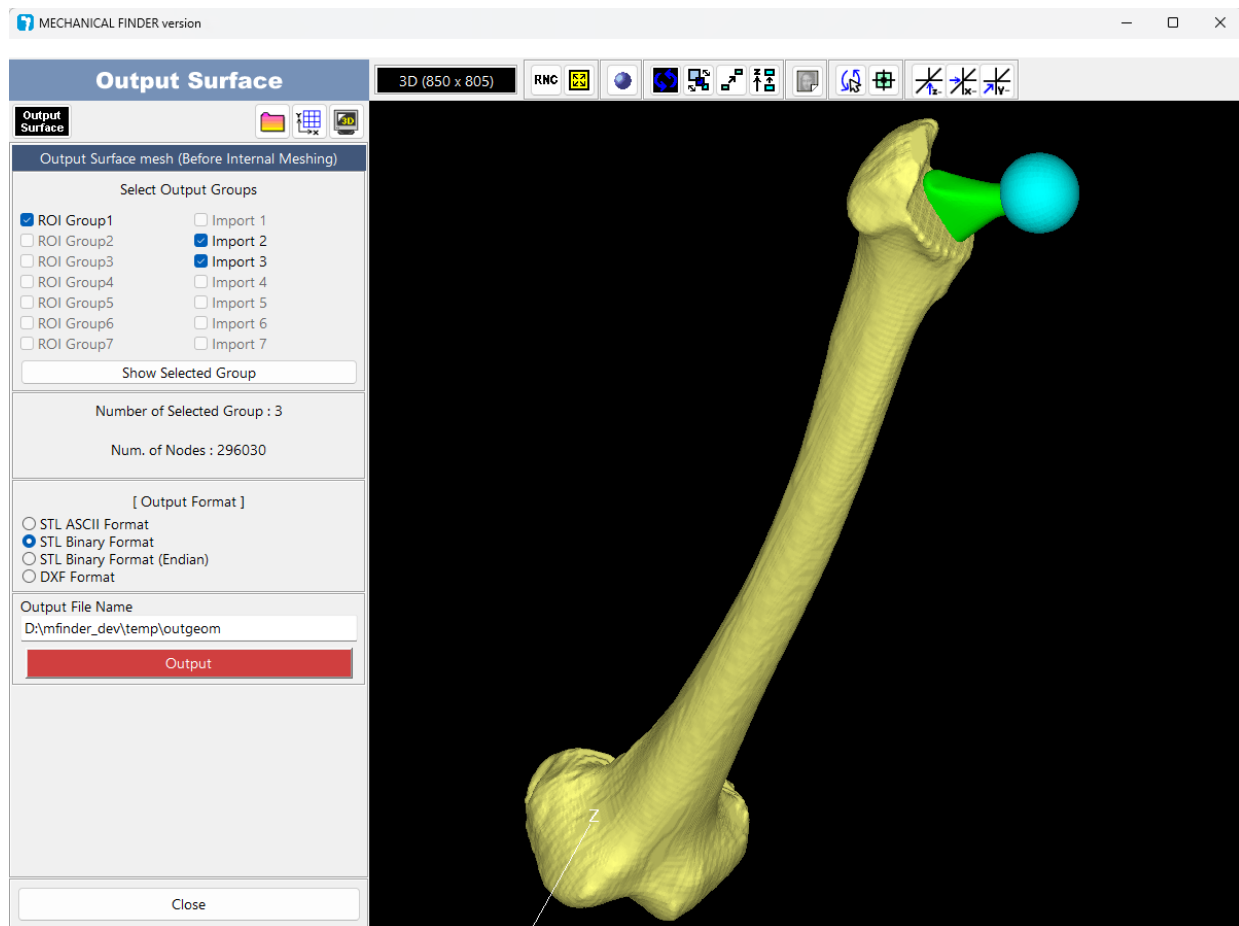 MECHANICAL FINDER version
Output Surface
3D (850 x 805)
RNC
Z
Z-
X-
Y-
Output
Surface
Y
X
3D
Output Surface mesh (Before Internal Meshing)
Select Output Groups
ROI Group1 Import 1
ROI Group2 Import 2
ROI Group3 Import 3
ROI Group4 Import 4
ROI Group5 Import 5
ROI Group6 Import 6
ROI Group7 Import 7
Show Selected Group
Number of Selected Group : 3
Num. of Nodes : 296030
[ Output Format ]
STL ASCII Format
STL Binary Format
STL Binary Format (Endian)
DXF Format
Output File Name
D:\mfinder_dev\temp\outgeom
Output
Close
Z